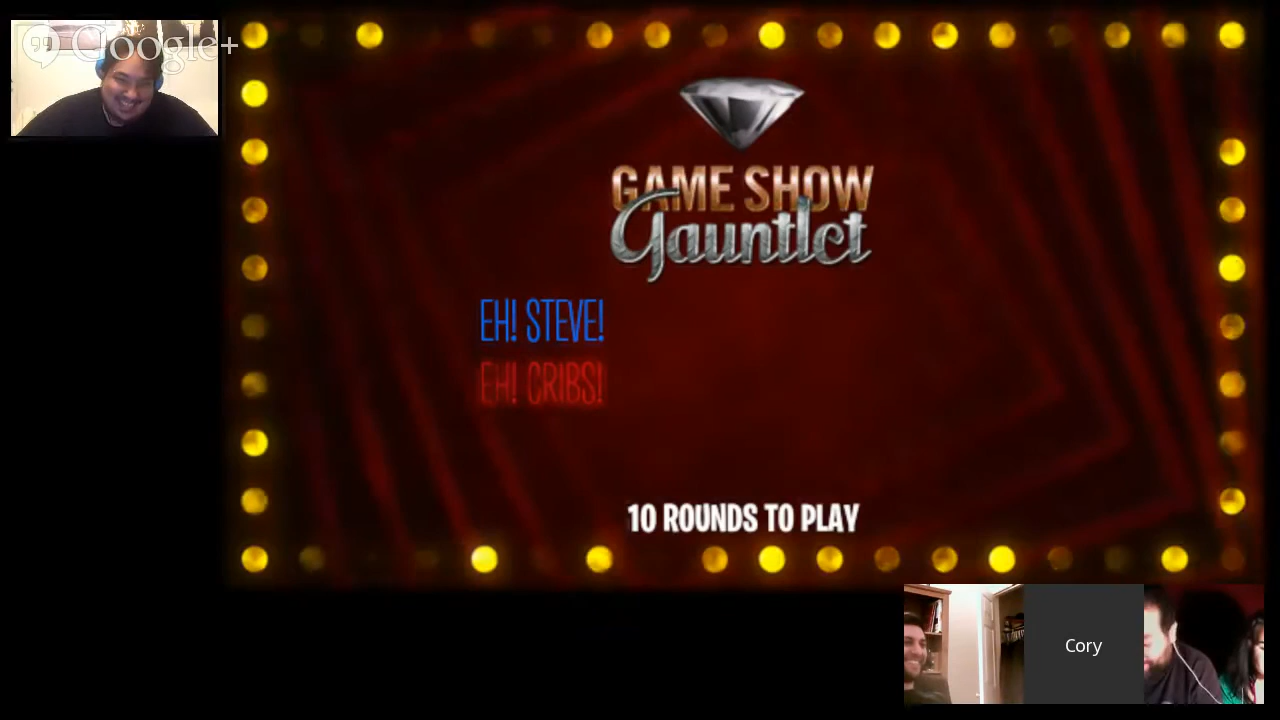 Google+
GAME SHOW
Gauntlet
EH! STEVE!
EH! CRIBS!
10 ROUNDS TO PLAY
Cory